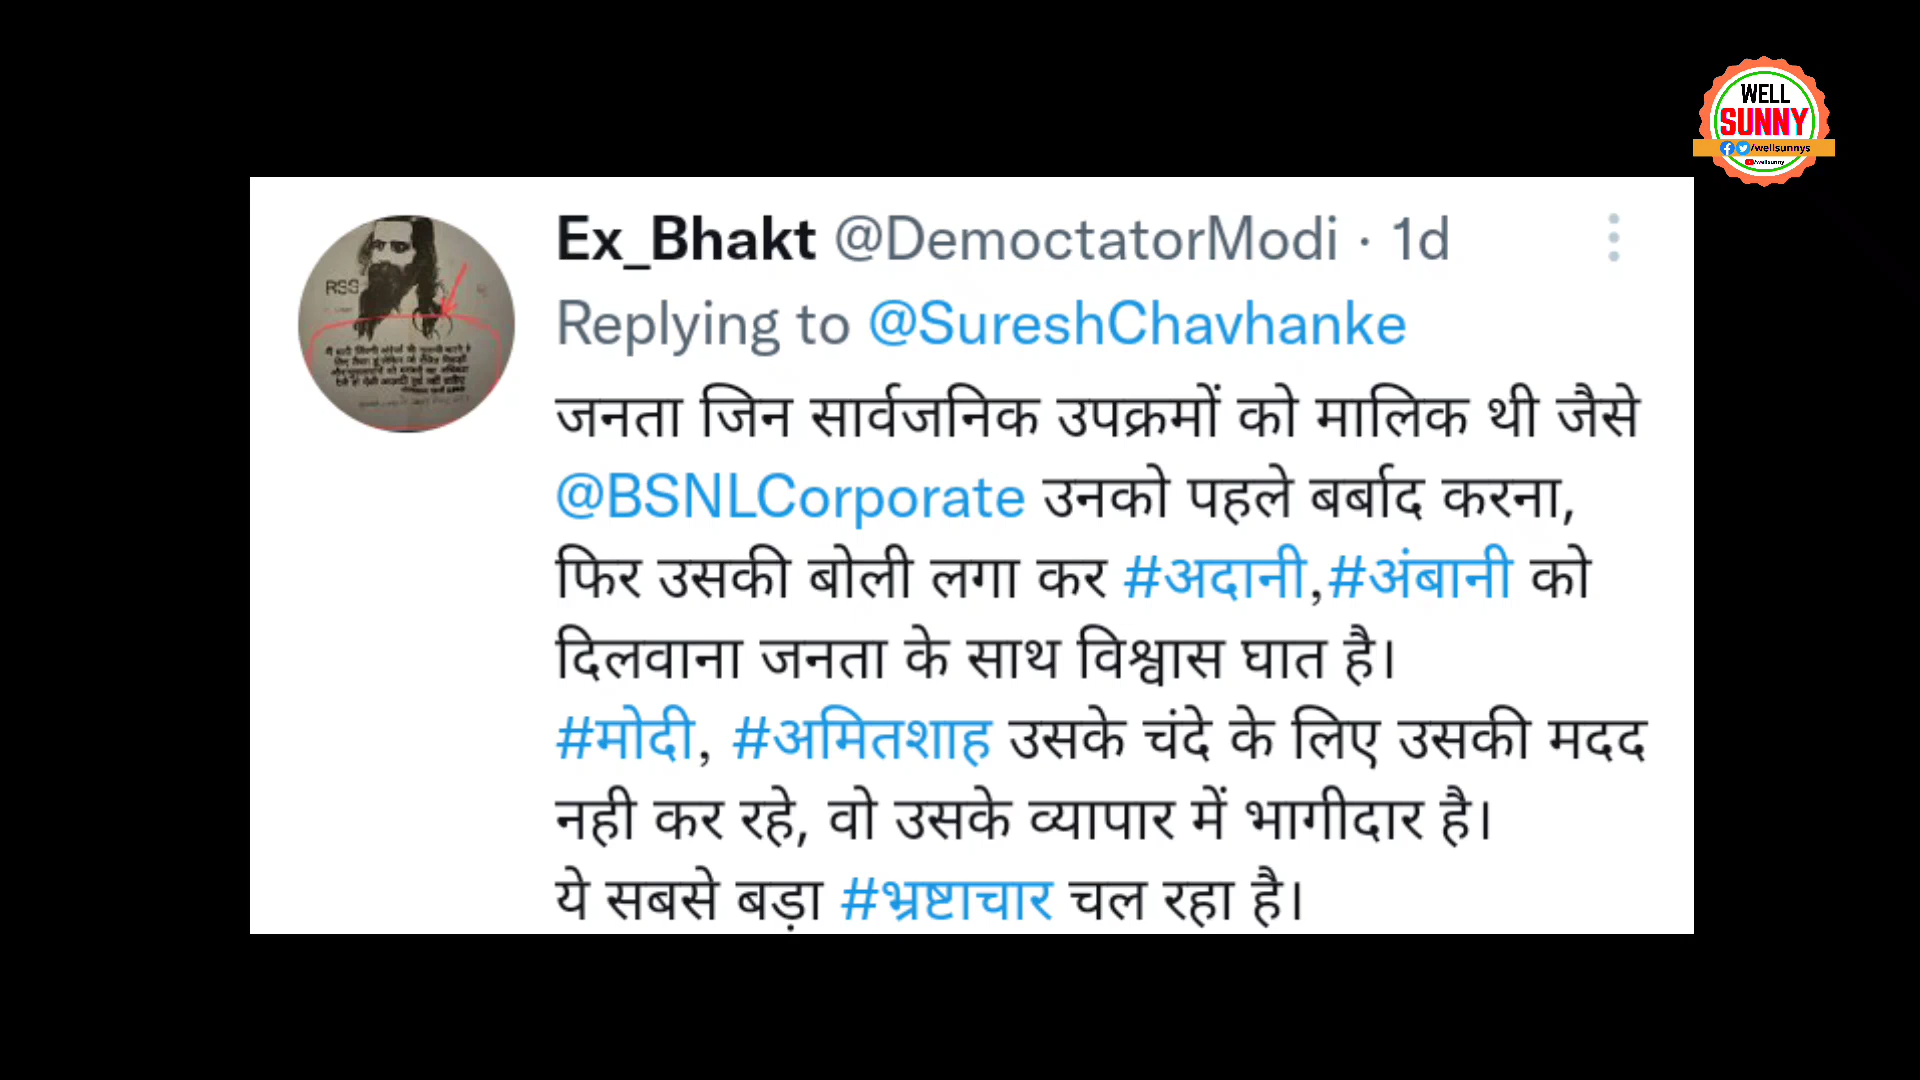 WELL
SUNNY
/wellsunnys
/wellsunny
Ex_Bhakt @DemoctatorModi · 1d
Replying to @SureshChavhanke
RSS
जनता जिन सार्वजनिक उपक्रमों को मालिक थी जैसे
@BSNLCorporate उनको पहले बर्बाद करना,
फिर उसकी बोली लगा कर #अदानी,#अंबानी को
दिलवाना जनता के साथ विश्वास घात है।
#मोदी, #अमितशाह उसके चंदे के लिए उसकी मदद
नही कर रहे, वो उसके व्यापार में भागीदार है।
ये सबसे बड़ा #भ्रष्टाचार चल रहा है।